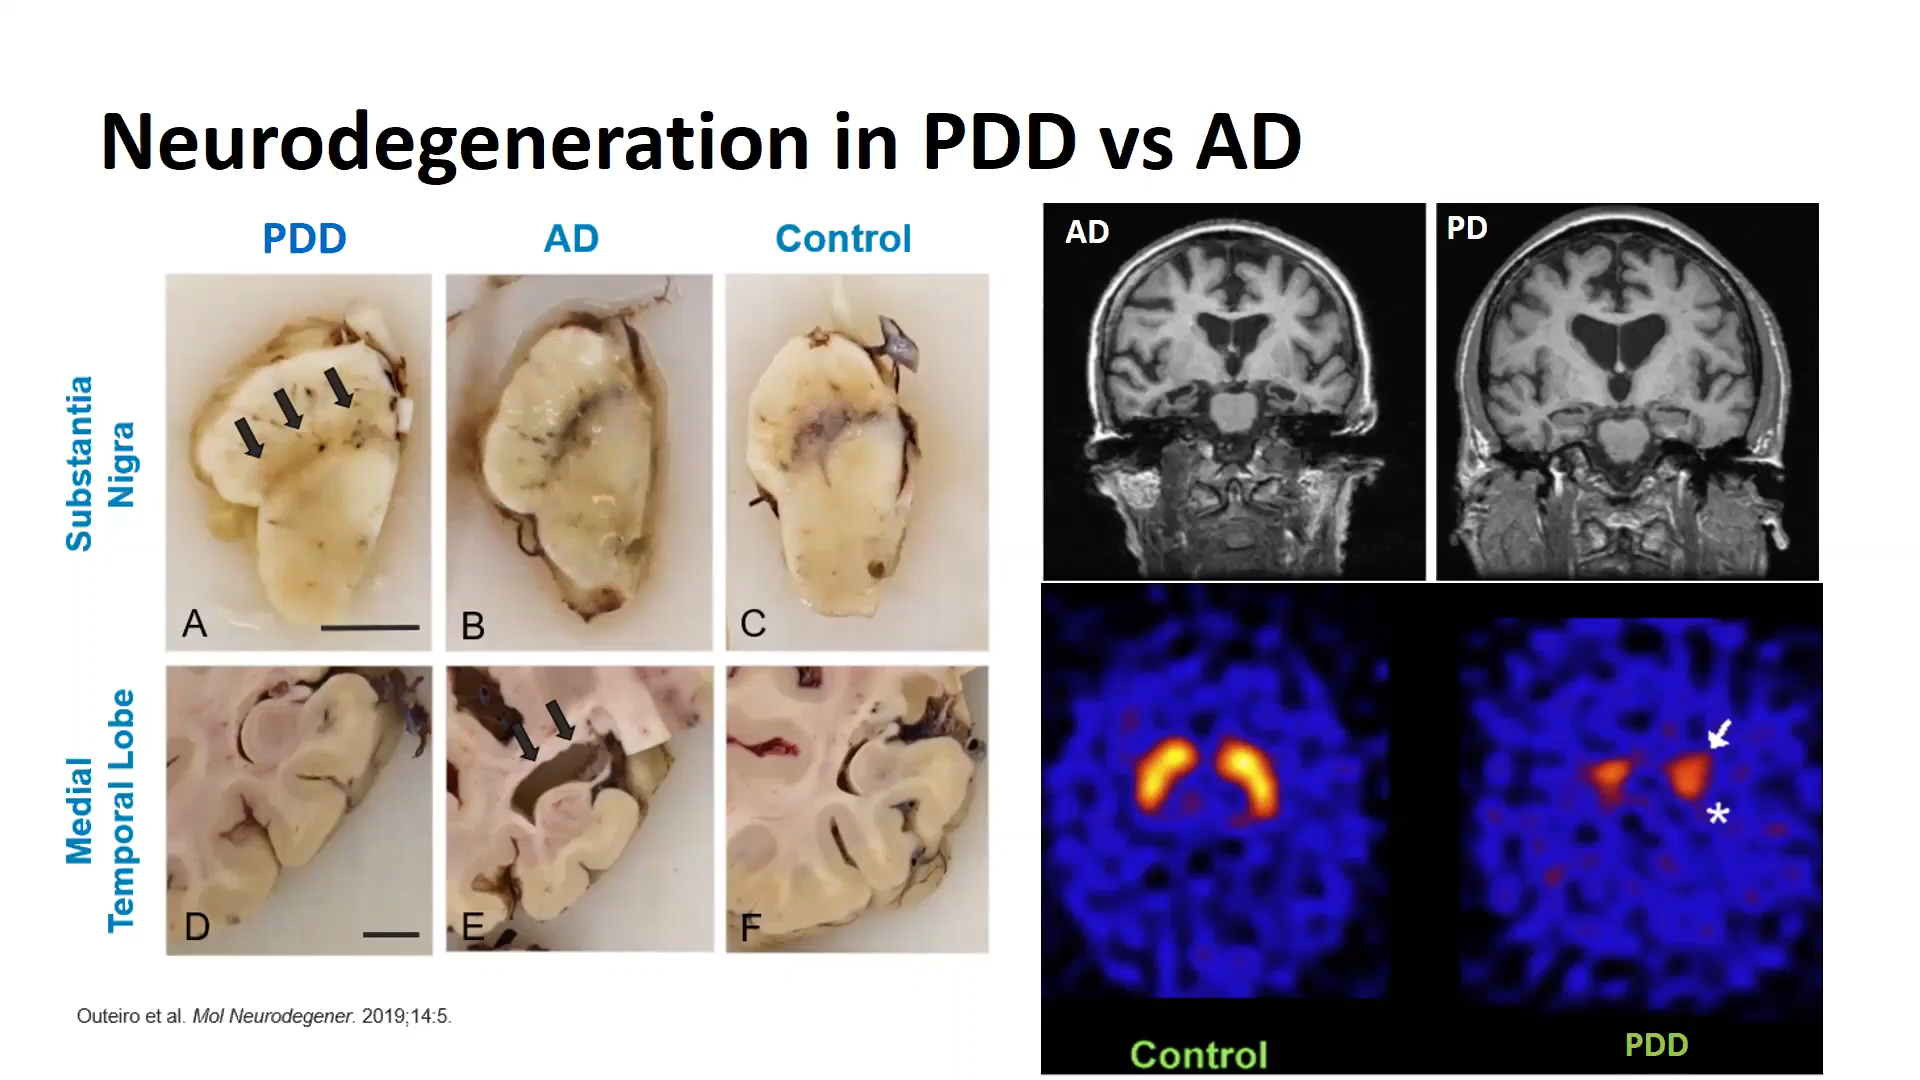 Neurodegeneration in PDD vs AD
PDD
AD
Control
Substantia
Nigra
A
B
C
Medial
Temporal Lobe
D
E
F
Outeiro et al. Mol Neurodegener. 2019;14:5.
AD
PD
*
Control
PDD